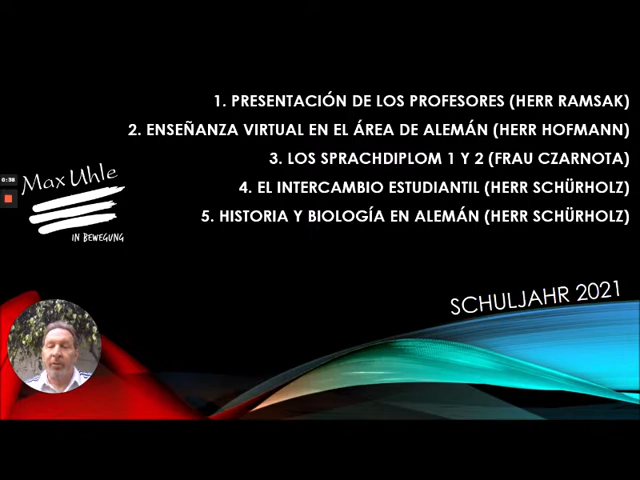 1. PRESENTACIÓN DE LOS PROFESORES (HERR RAMSAK)
2. ENSEÑANZA VIRTUAL EN EL ÁREA DE ALEMÁN (HERR HOFMANN)
3. LOS SPRACHDIPLOM 1 Y 2 (FRAU CZARNOTA)
4. EL INTERCAMBIO ESTUDIANTIL (HERR SCHÜRHOLZ)
5. HISTORIA Y BIOLOGÍA EN ALEMÁN (HERR SCHÜRHOLZ)
0:38
Max Uhle
IN BEWEGUNG
SCHULJAHR 2021